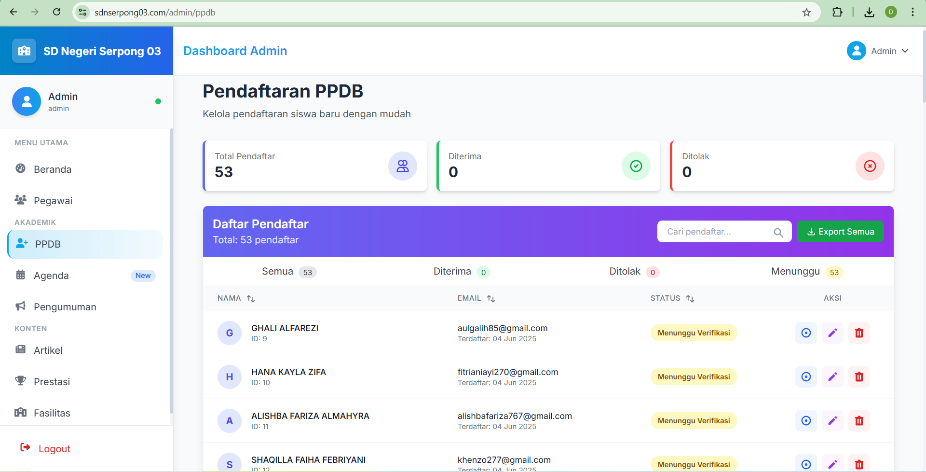 sdnserpong03.com/admin/ppdb
D
SD Negeri Serpong 03
Dashboard Admin
Admin
Admin
admin
MENU UTAMA
Beranda
Pegawai
AKADEMIK
PPDB
Agenda New
Pengumuman
KONTEN
Artikel
Prestasi
Fasilitas
Logout
Pendaftaran PPDB
Kelola pendaftaran siswa baru dengan mudah
Total Pendaftar
53
Diterima
0
Ditolak
0
Daftar Pendaftar
Total: 53 pendaftar
Cari pendaftar...
Export Semua
Semua 53 Diterima 0 Ditolak 0 Menunggu 53
NAMA EMAIL STATUS AKSI
G GHALI ALFAREZI aulgalih85@gmail.com Menunggu Verifikasi
ID: 9 Terdaftar: 04 Jun 2025
H HANA KAYLA ZIFA fitrianiayi270@gmail.com Menunggu Verifikasi
ID: 10 Terdaftar: 04 Jun 2025
A ALISHBA FARIZA ALMAHYRA alishbafariza767@gmail.com Menunggu Verifikasi
ID: 11 Terdaftar: 04 Jun 2025
S SHAQILLA FAIHA FEBRIYANI khenzo277@gmail.com Menunggu Verifikasi
ID: 12 Terdaftar: 04 Jun 2025